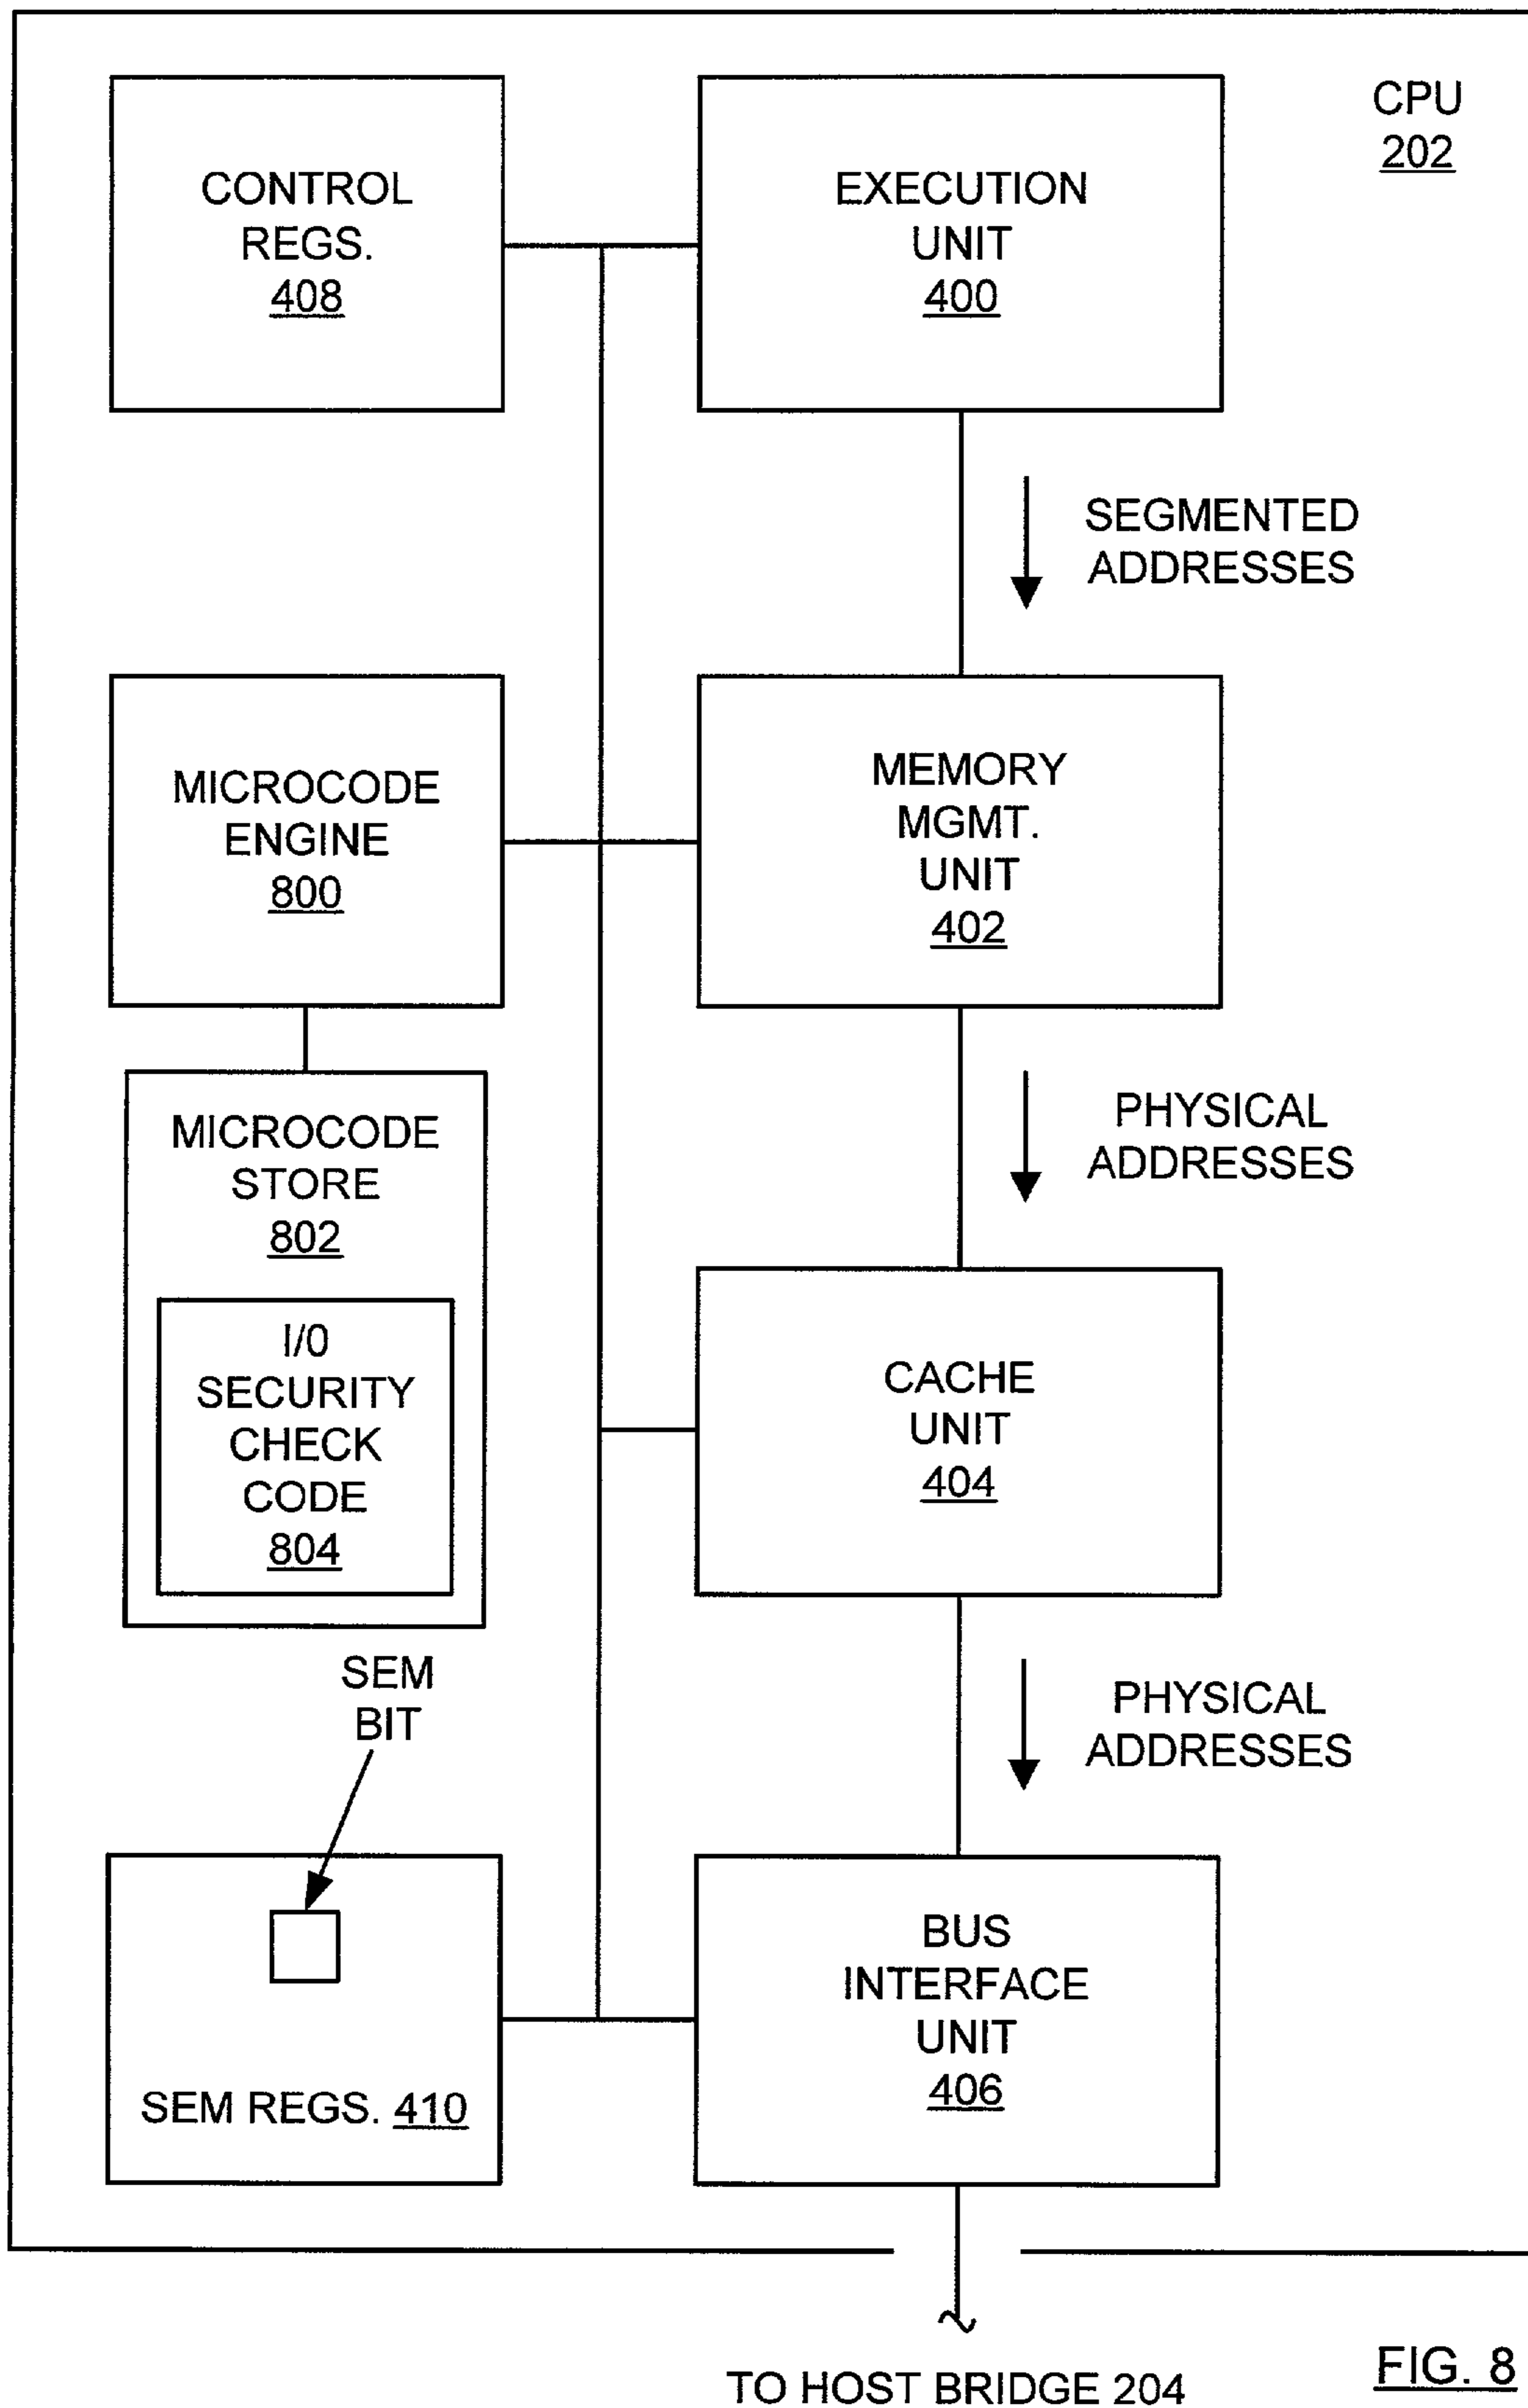 CPU
202
CONTROL
REGS.
408
EXECUTION
UNIT
400
SEGMENTED
ADDRESSES
MICROCODE
ENGINE
800
MEMORY
MGMT.
UNIT
402
MICROCODE
STORE
802
I/O
SECURITY
CHECK
CODE
804
PHYSICAL
ADDRESSES
CACHE
UNIT
404
SEM
BIT
PHYSICAL
ADDRESSES
SEM REGS. 410
BUS
INTERFACE
UNIT
406
TO HOST BRIDGE 204
FIG. 8